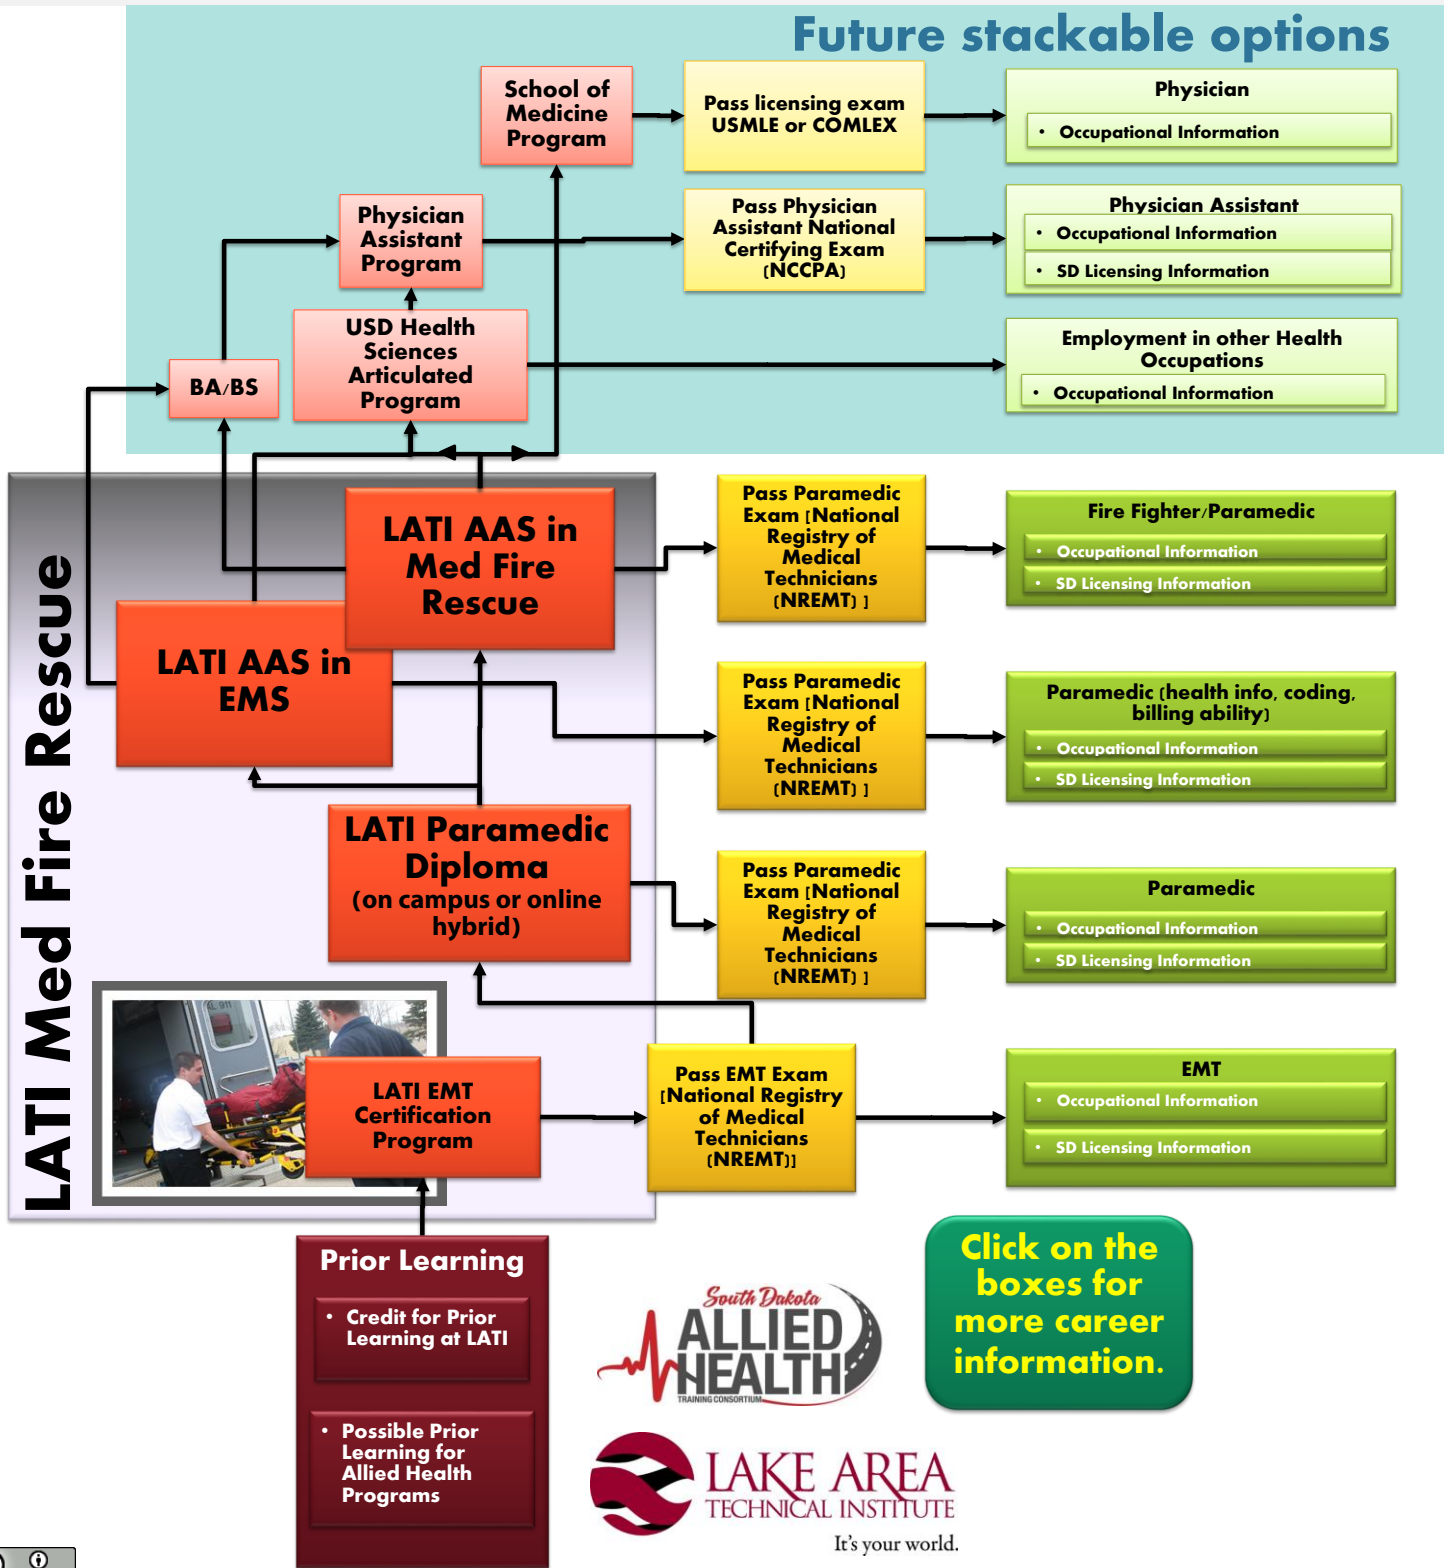 Future stackable options
School of
Medicine
Program
Pass licensing exam
USMLE or COMLEX
Physician
• Occupational Information
Physician
Assistant
Program
Pass Physician
Assistant National
Certifying Exam
(NCCPA)
Physician Assistant
• Occupational Information
• SD Licensing Information
USD Health
Sciences
Articulated
Program
Employment in other Health
Occupations
• Occupational Information
BA/BS
LATI Med Fire Rescue
LATI AAS in
Med Fire
Rescue
Pass Paramedic
Exam [National
Registry of
Medical
Technicians
(NREMT) ]
Fire Fighter/Paramedic
• Occupational Information
• SD Licensing Information
LATI AAS in
EMS
Pass Paramedic
Exam [National
Registry of
Medical
Technicians
(NREMT) ]
Paramedic (health info, coding,
billing ability)
• Occupational Information
• SD Licensing Information
LATI Paramedic
Diploma
(on campus or online
hybrid)
Pass Paramedic
Exam [National
Registry of
Medical
Technicians
(NREMT) ]
Paramedic
• Occupational Information
• SD Licensing Information
LATI EMT
Certification
Program
Pass EMT Exam
[National Registry
of Medical
Technicians
(NREMT)]
EMT
• Occupational Information
• SD Licensing Information
Prior Learning
• Credit for Prior
Learning at LATI
• Possible Prior
Learning for
Allied Health
Programs
South Dakota
ALLIED
HEALTH
TRAINING CONSORTIUM
Click on the
boxes for
more career
information.
LAKE AREA
TECHNICAL INSTITUTE
It's your world.